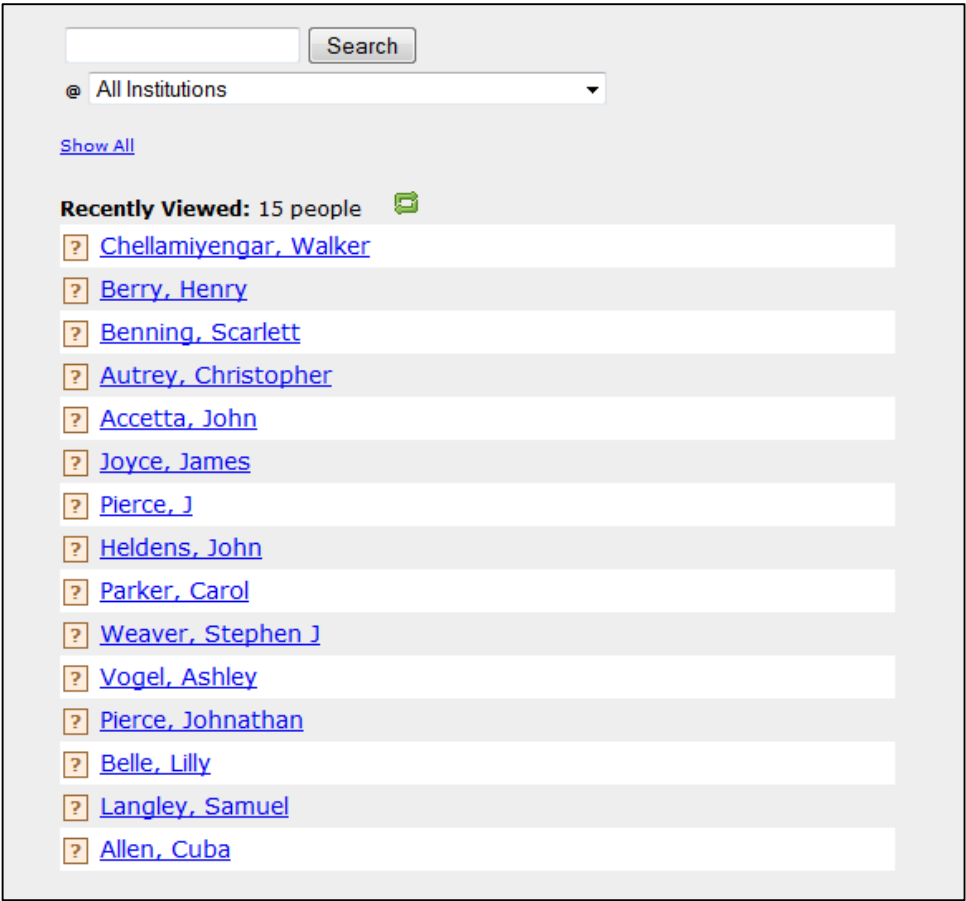 Search
@ All Institutions
Show All
Recently Viewed: 15 people
? Chellamiyengar, Walker
? Berry, Henry
? Benning, Scarlett
? Autrey, Christopher
? Accetta, John
? Joyce, James
? Pierce, J
? Heldens, John
? Parker, Carol
? Weaver, Stephen J
? Vogel, Ashley
? Pierce, Johnathan
? Belle, Lilly
? Langley, Samuel
? Allen, Cuba